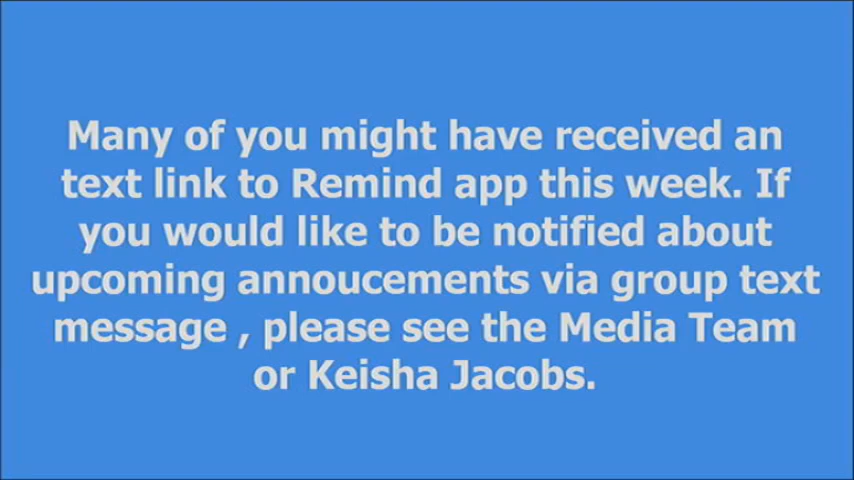 Many of you might have received an
text link to Remind app this week. If
you would like to be notified about
upcoming annoucements via group text
message , please see the Media Team
or Keisha Jacobs.